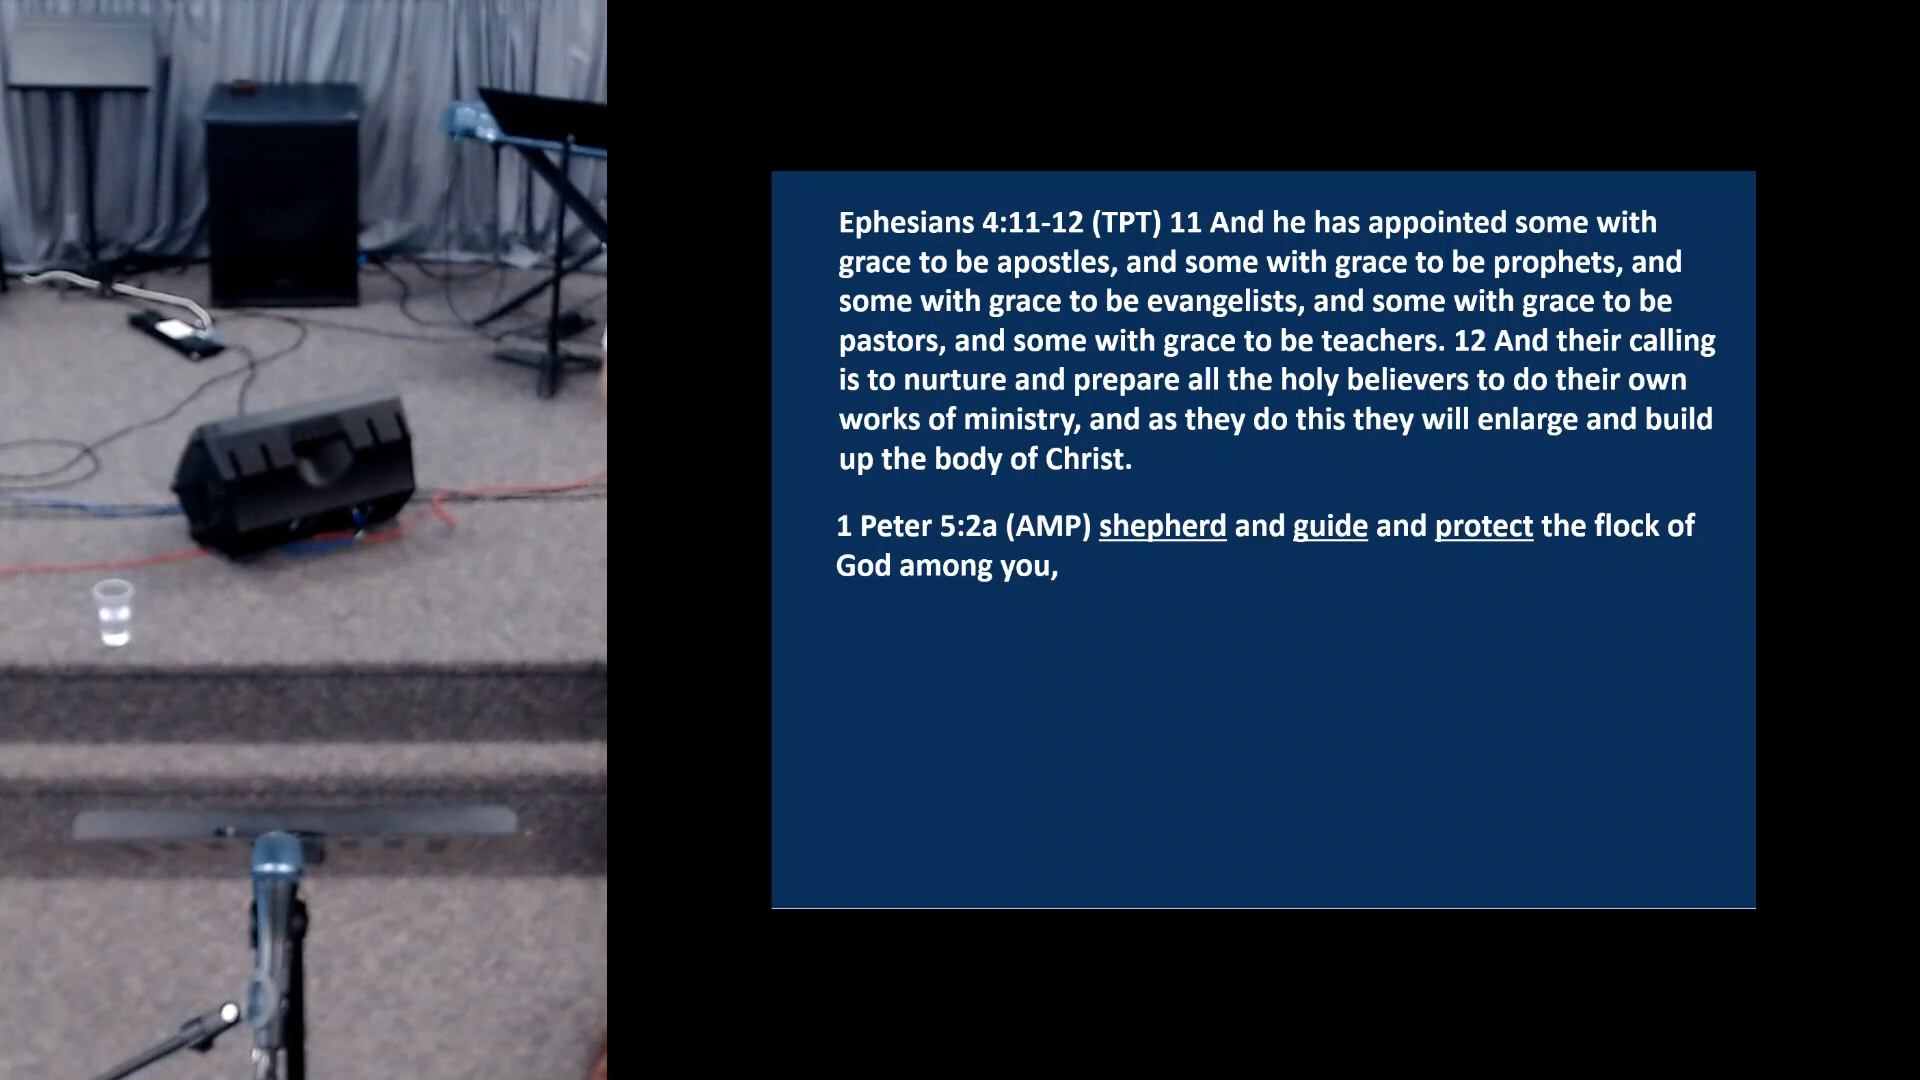 Ephesians 4:11-12 (TPT) 11 And he has appointed some with
grace to be apostles, and some with grace to be prophets, and
some with grace to be evangelists, and some with grace to be
pastors, and some with grace to be teachers. 12 And their calling
is to nurture and prepare all the holy believers to do their own
works of ministry, and as they do this they will enlarge and build
up the body of Christ.
1 Peter 5:2a (AMP) shepherd and guide and protect the flock of
God among you,